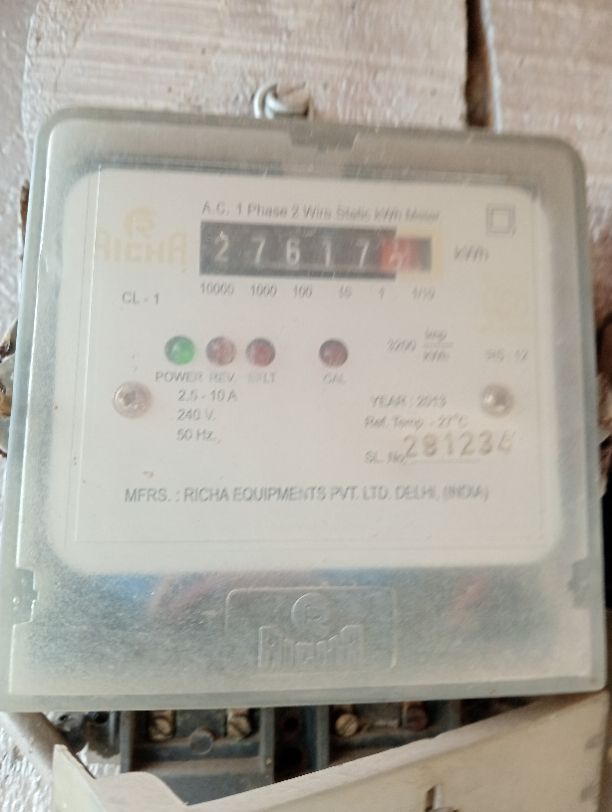 A.C. 1 Phase 2 Wire Static kWh Meter
RICHA
2 7 6 1 7 kWh
10000 1000 100 10 1 1/10
CL - 1
3200 Imp/kWh
POWER REV. E/LT CAL
2.5 - 10 A
240 V.
50 Hz.
YEAR : 2013
Ref. Temp - 27°C
SL. No. 281234
MFRS. : RICHA EQUIPMENTS PVT. LTD. DELHI, (INDIA)
RICHA